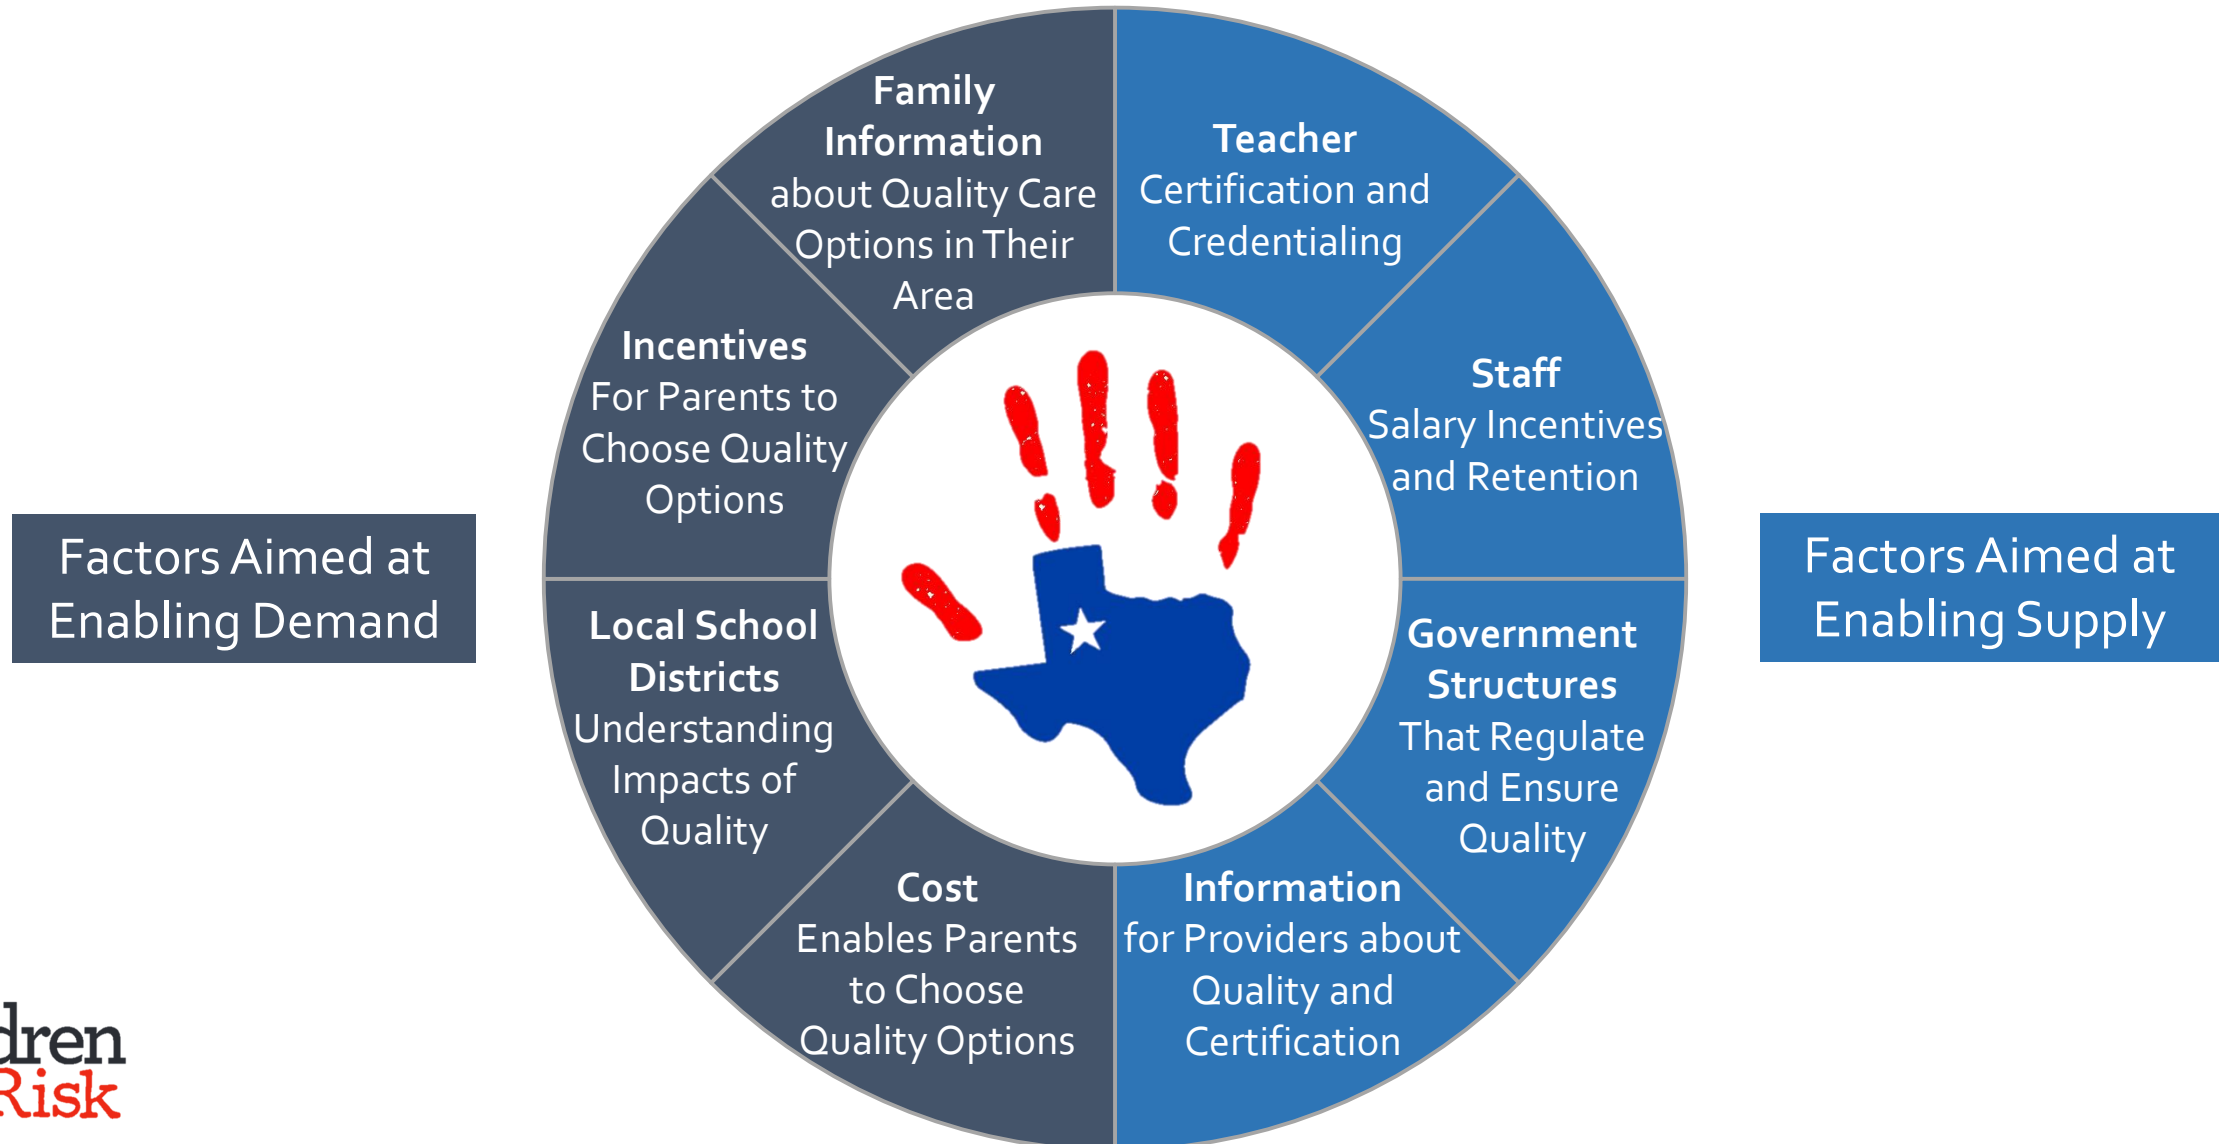 Family
Information
about Quality Care
Options in Their
Area
Teacher
Certification and
Credentialing
Incentives
For Parents to
Choose Quality
Options
Staff
Salary Incentives
and Retention
Factors Aimed at
Enabling Demand
Factors Aimed at
Enabling Supply
Local School
Districts
Understanding
Impacts of
Quality
Government
Structures
That Regulate
and Ensure
Quality
Cost
Enables Parents
to Choose
Quality Options
Information
for Providers about
Quality and
Certification
dren
Risk